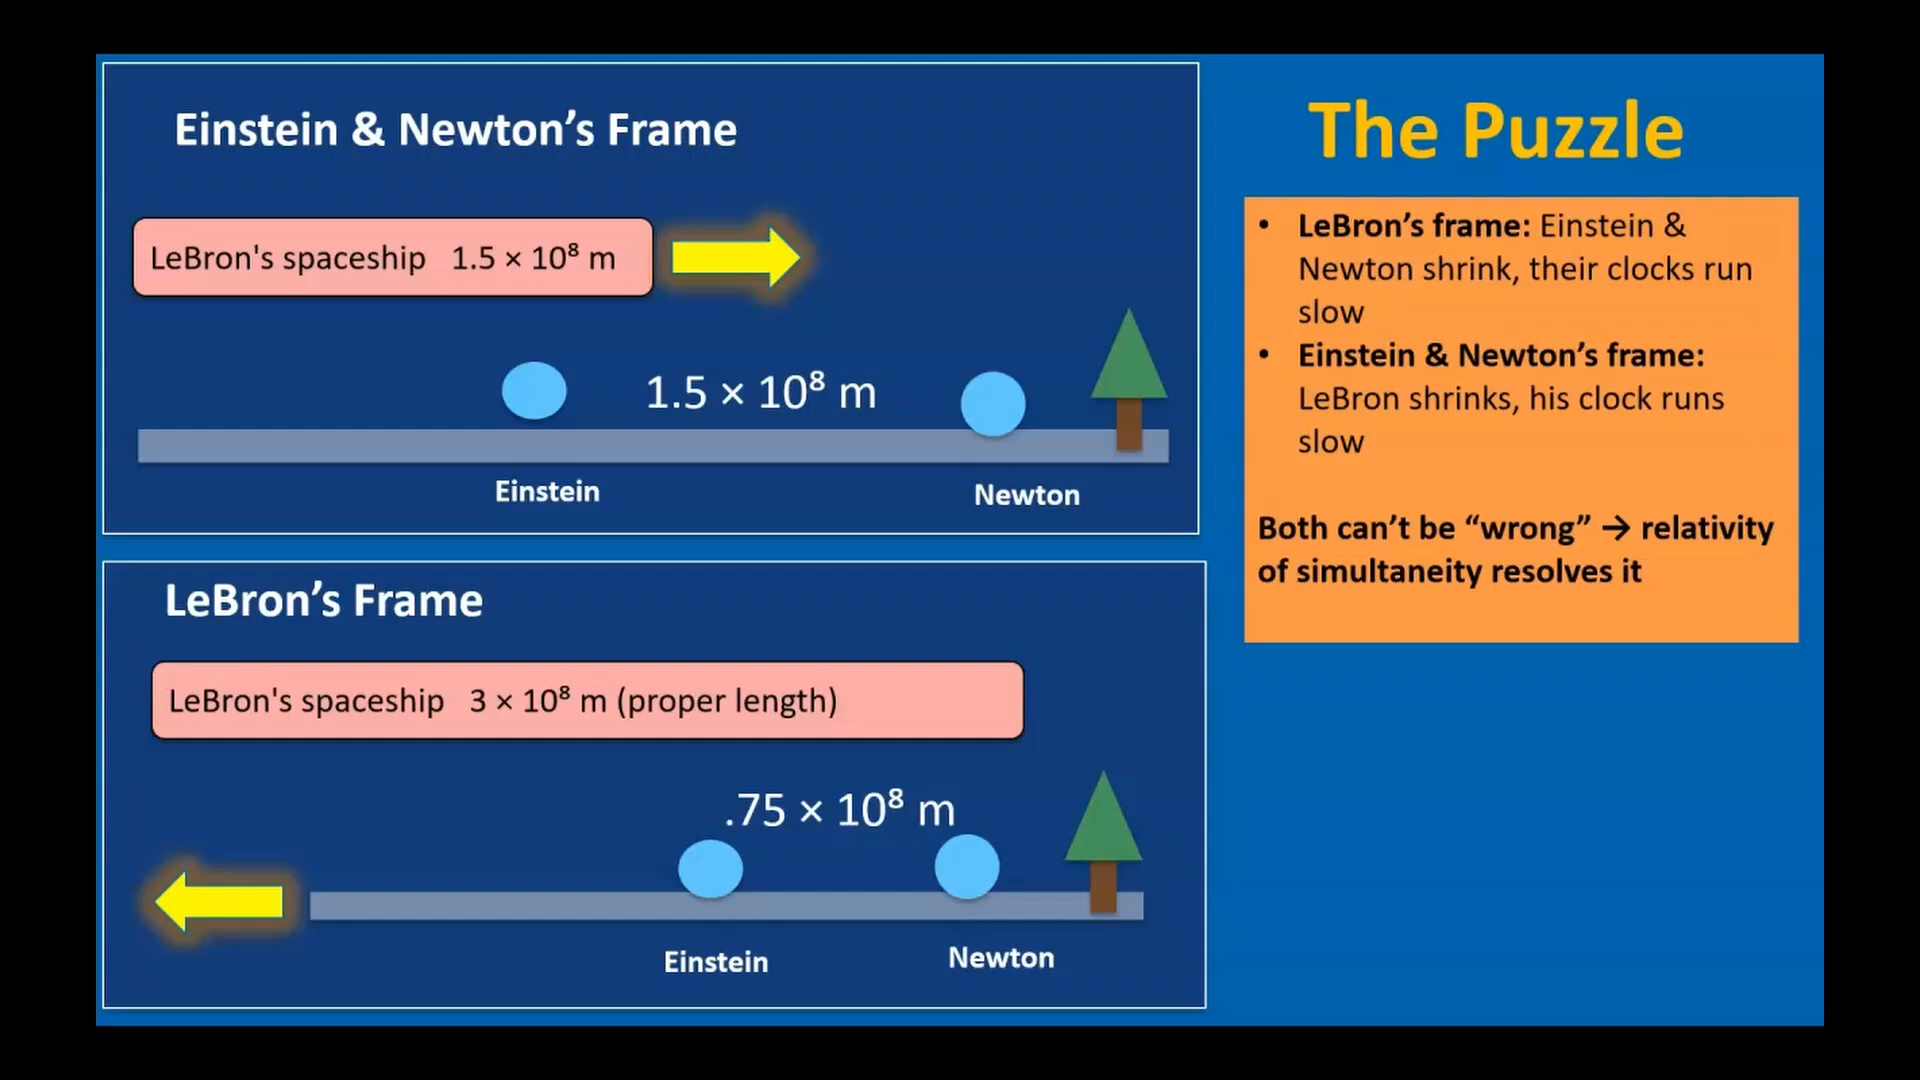 Einstein & Newton’s Frame
LeBron's spaceship 1.5 × 10⁸ m
1.5 × 10⁸ m
Einstein
Newton
LeBron’s Frame
LeBron's spaceship 3 × 10⁸ m (proper length)
.75 × 10⁸ m
Einstein
Newton
The Puzzle
• LeBron’s frame: Einstein &
Newton shrink, their clocks run
slow
• Einstein & Newton’s frame:
LeBron shrinks, his clock runs
slow
Both can’t be “wrong” → relativity
of simultaneity resolves it